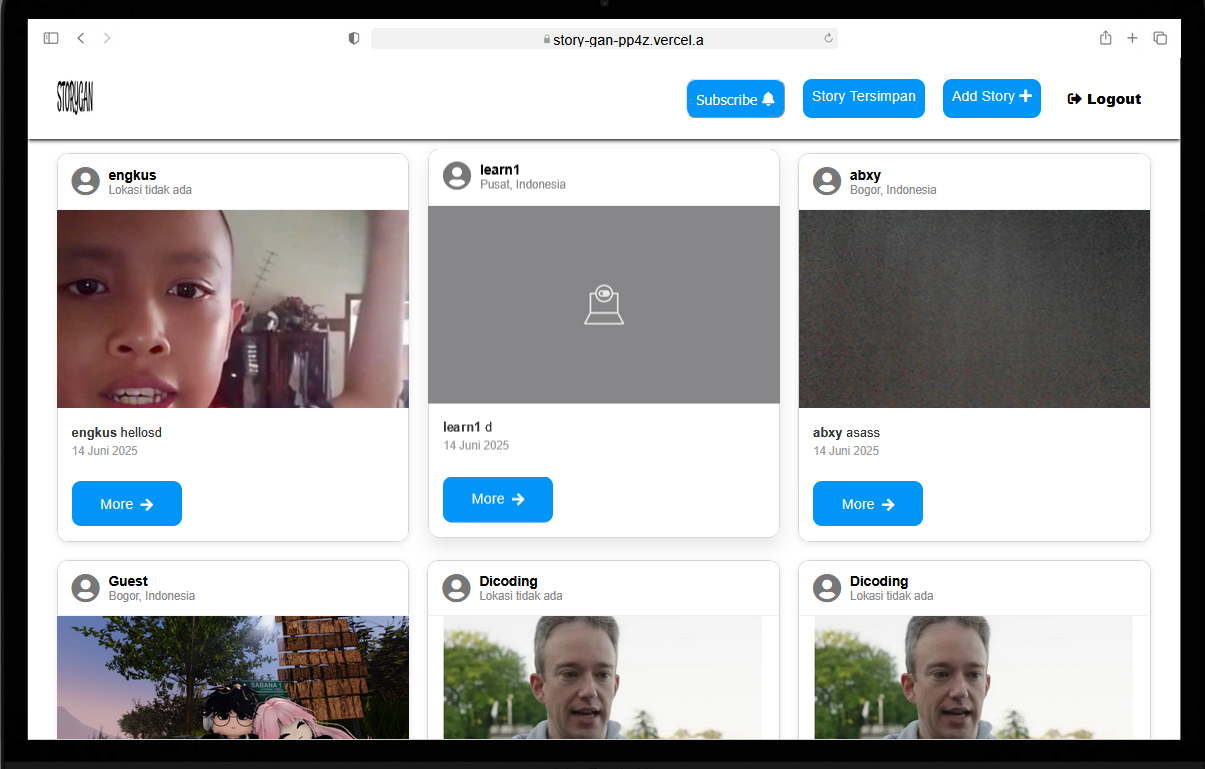 story-gan-pp4z.vercel.a
STORYGAN
Subscribe
Story Tersimpan
Add Story
Logout
engkus
Lokasi tidak ada
engkus hellosd
14 Juni 2025
More
learn1
Pusat, Indonesia
learn1 d
14 Juni 2025
More
abxy
Bogor, Indonesia
abxy asass
14 Juni 2025
More
Guest
Bogor, Indonesia
SABANA 1
Dicoding
Lokasi tidak ada
Dicoding
Lokasi tidak ada